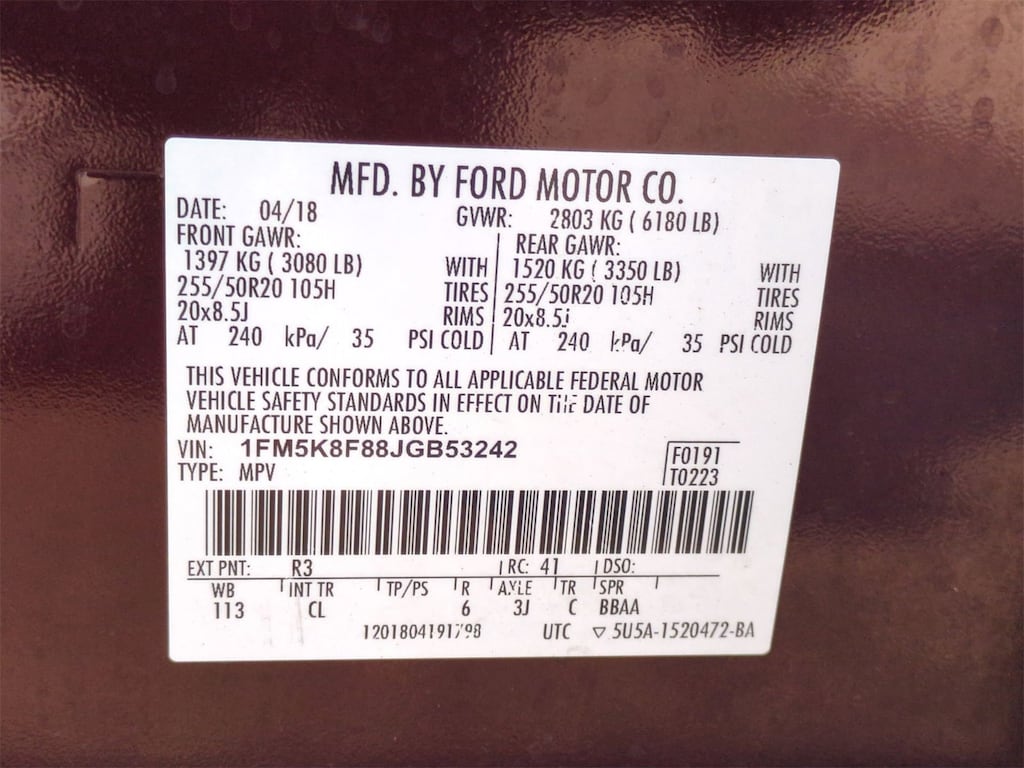 MFD. BY FORD MOTOR CO.
DATE: 04/18 GVWR: 2803 KG ( 6180 LB)
FRONT GAWR: REAR GAWR:
1397 KG ( 3080 LB) WITH 1520 KG ( 3350 LB) WITH
255/50R20 105H TIRES 255/50R20 105H TIRES
20x8.5J RIMS 20x8.5J RIMS
AT 240 kPa/ 35 PSI COLD AT 240 kPa/ 35 PSI COLD
THIS VEHICLE CONFORMS TO ALL APPLICABLE FEDERAL MOTOR
VEHICLE SAFETY STANDARDS IN EFFECT ON THE DATE OF
MANUFACTURE SHOWN ABOVE.
VIN: 1FM5K8F88JGB53242 F0191
TYPE: MPV T0223
EXT PNT: R3 RC: 41 DSO:
WB INT TR TP/PS R AXLE TR SPR
113 CL 6 3J C BBAA
1201804191798 UTC ▽ 5U5A-1520472-BA